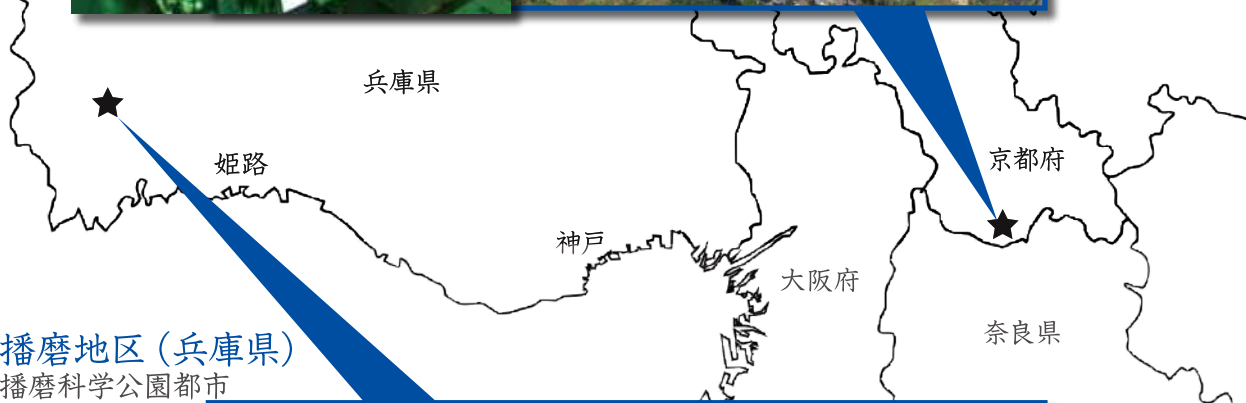 兵庫県
姫路
京都府
神戸
大阪府
奈良県
播磨地区（兵庫県）
播磨科学公園都市